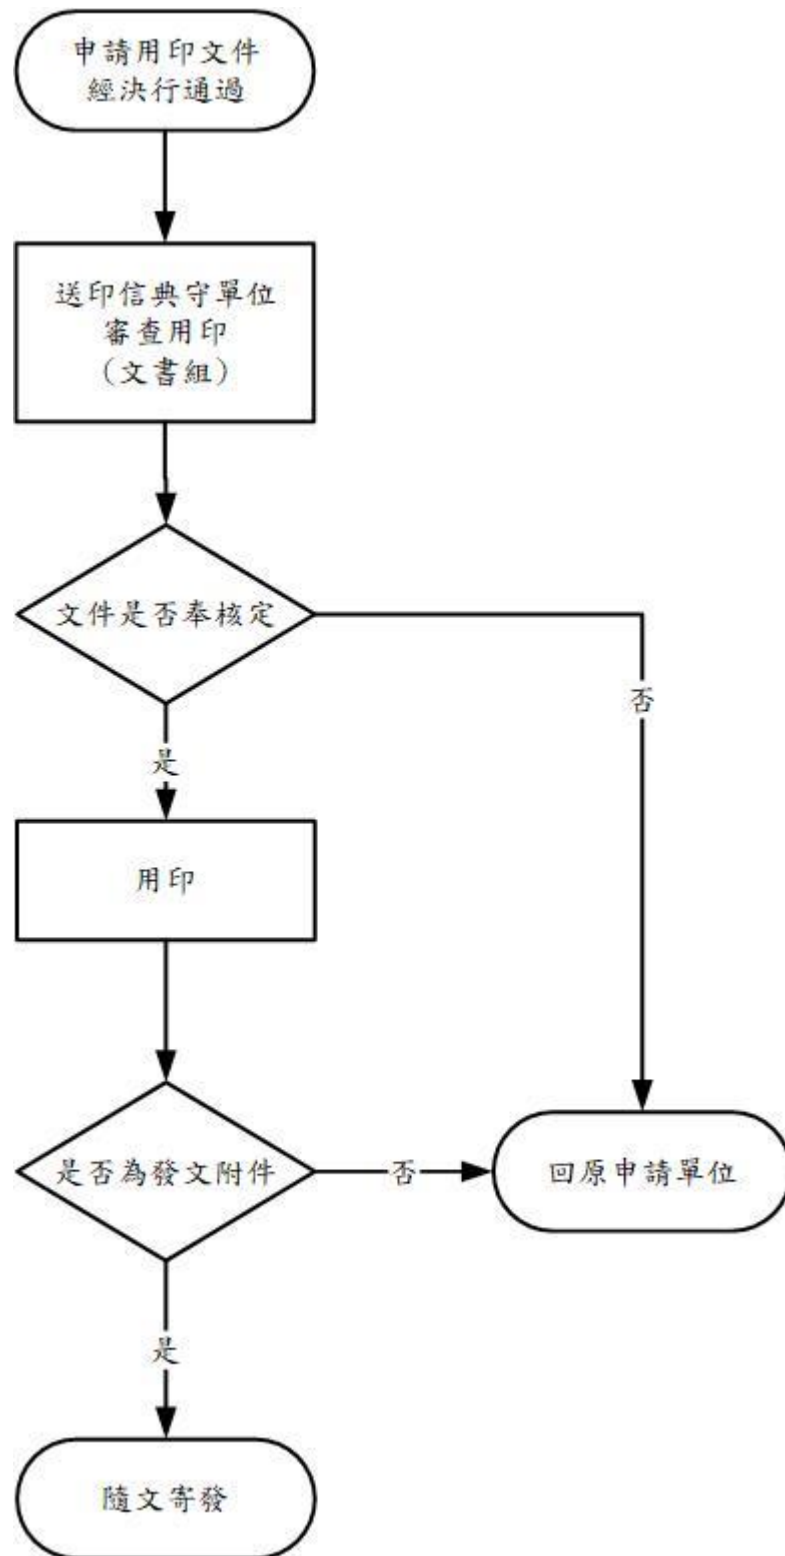 申請用印文件
經決行通過
送印信典守單位
審查用印
(文書組)
文件是否奉核定
否
是
用印
是否為發文附件
否
回原申請單位
是
隨文寄發